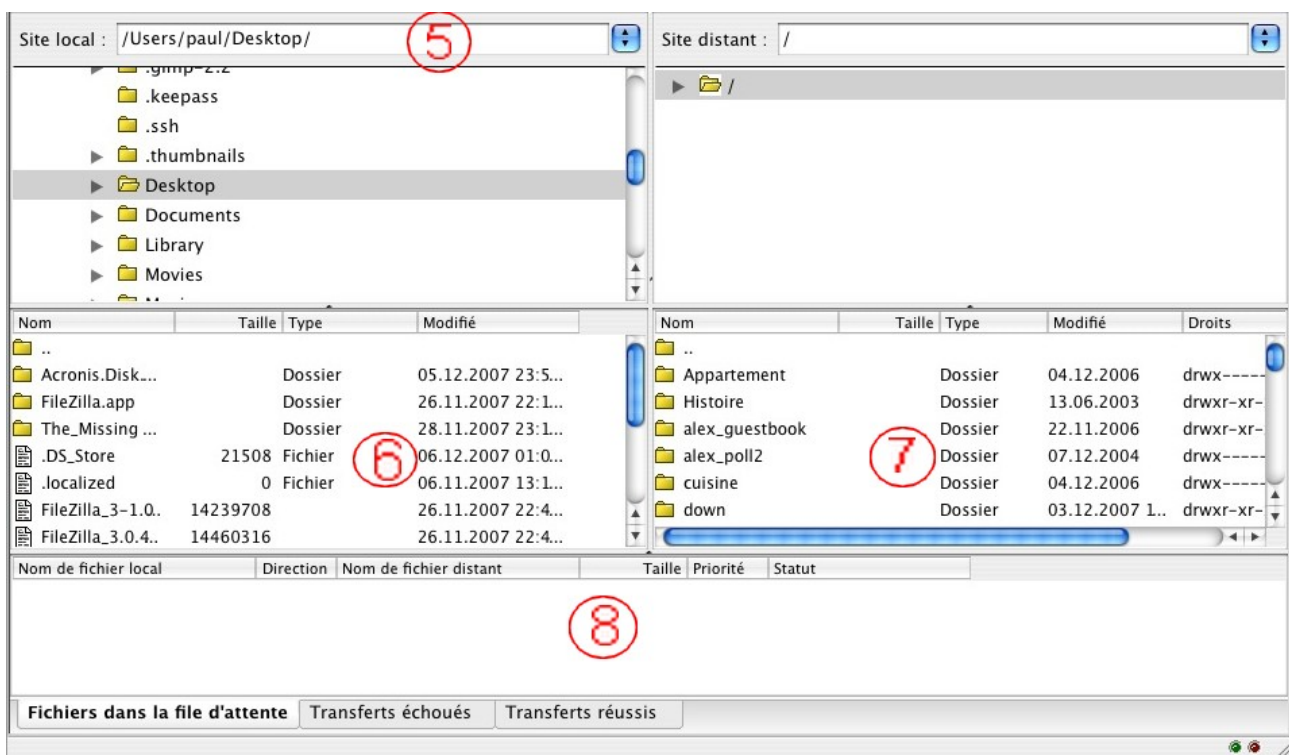 Site local : /Users/paul/Desktop/ 5
.gimp-2.2
.keepass
.ssh
.thumbnails
Desktop
Documents
Library
Movies
Site distant : /
/
Nom Taille Type Modifié
..
Acronis.Disk.... Dossier 05.12.2007 23:5...
FileZilla.app Dossier 26.11.2007 22:1...
The_Missing ... Dossier 28.11.2007 23:1...
.DS_Store 21508 Fichier 06.12.2007 01:0...
.localized 0 Fichier 06.11.2007 13:1...
FileZilla_3-1.0.. 14239708 26.11.2007 22:4...
FileZilla_3.0.4.. 14460316 26.11.2007 22:4...
6
Nom Taille Type Modifié Droits
..
Appartement Dossier 04.12.2006 drwx-----
Histoire Dossier 13.06.2003 drwxr-xr-
alex_guestbook Dossier 22.11.2006 drwxr-xr-
alex_poll2 Dossier 07.12.2004 drwx-----
cuisine Dossier 04.12.2006 drwx-----
down Dossier 03.12.2007 1... drwxr-xr-
7
Nom de fichier local Direction Nom de fichier distant Taille Priorité Statut
8
Fichiers dans la file d'attente Transferts échoués Transferts réussis